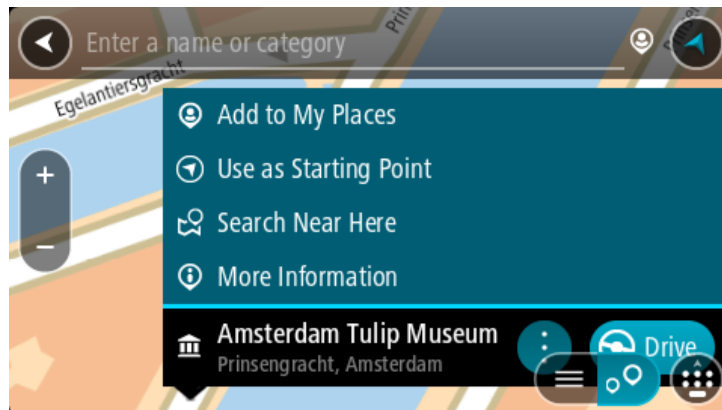 Enter a name or category
Egelantiersgracht
Add to My Places
Use as Starting Point
Search Near Here
More Information
Amsterdam Tulip Museum
Prinsengracht, Amsterdam
Drive